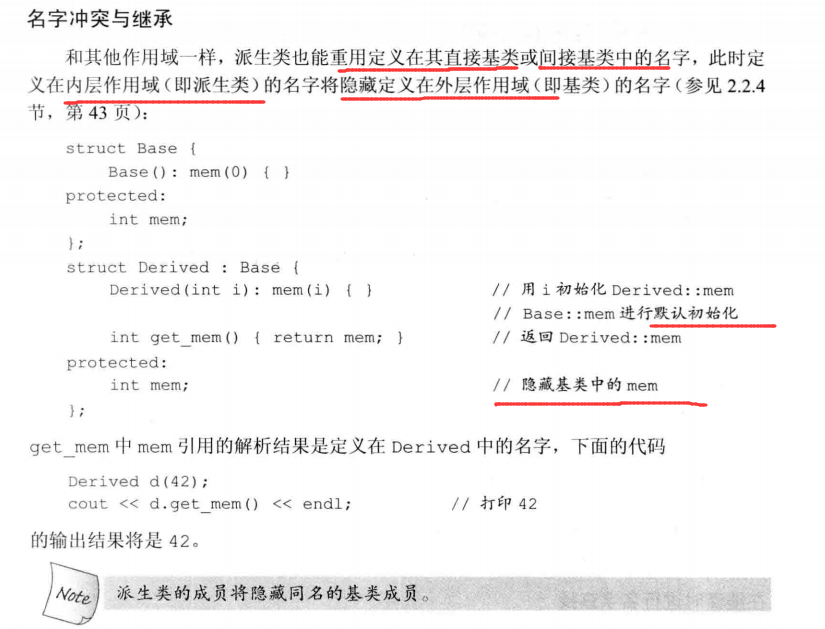 名字冲突与继承
和其他作用域一样，派生类也能重用定义在其直接基类或间接基类中的名字，此时定
义在内层作用域（即派生类）的名字将隐藏定义在外层作用域（即基类）的名字（参见 2.2.4
节，第 43 页）：
struct Base {
Base(): mem(0) { }
protected:
int mem;
};
struct Derived : Base {
Derived(int i): mem(i) { } // 用 i 初始化 Derived::mem
// Base::mem 进行默认初始化
int get_mem() { return mem; } // 返回 Derived::mem
protected:
int mem; // 隐藏基类中的 mem
};
get_mem 中 mem 引用的解析结果是定义在 Derived 中的名字，下面的代码
Derived d(42);
cout << d.get_mem() << endl; // 打印 42
的输出结果将是 42。
Note 派生类的成员将隐藏同名的基类成员。